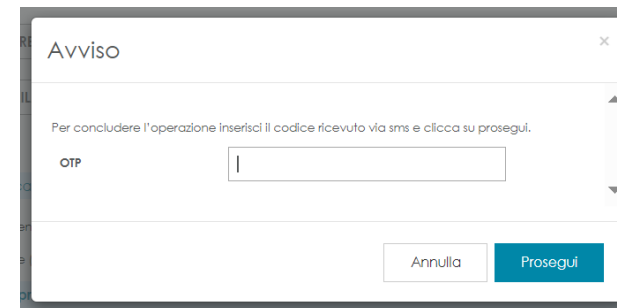 Avviso
×
Per concludere l'operazione inserisci il codice ricevuto via sms e clicca su prosegui.
OTP
Annulla
Prosegui